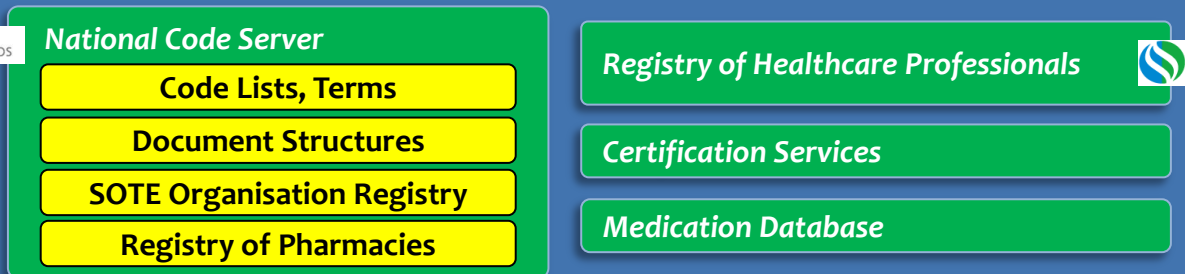 National Code Server
Code Lists, Terms
Document Structures
SOTE Organisation Registry
Registry of Pharmacies
Registry of Healthcare Professionals
Certification Services
Medication Database